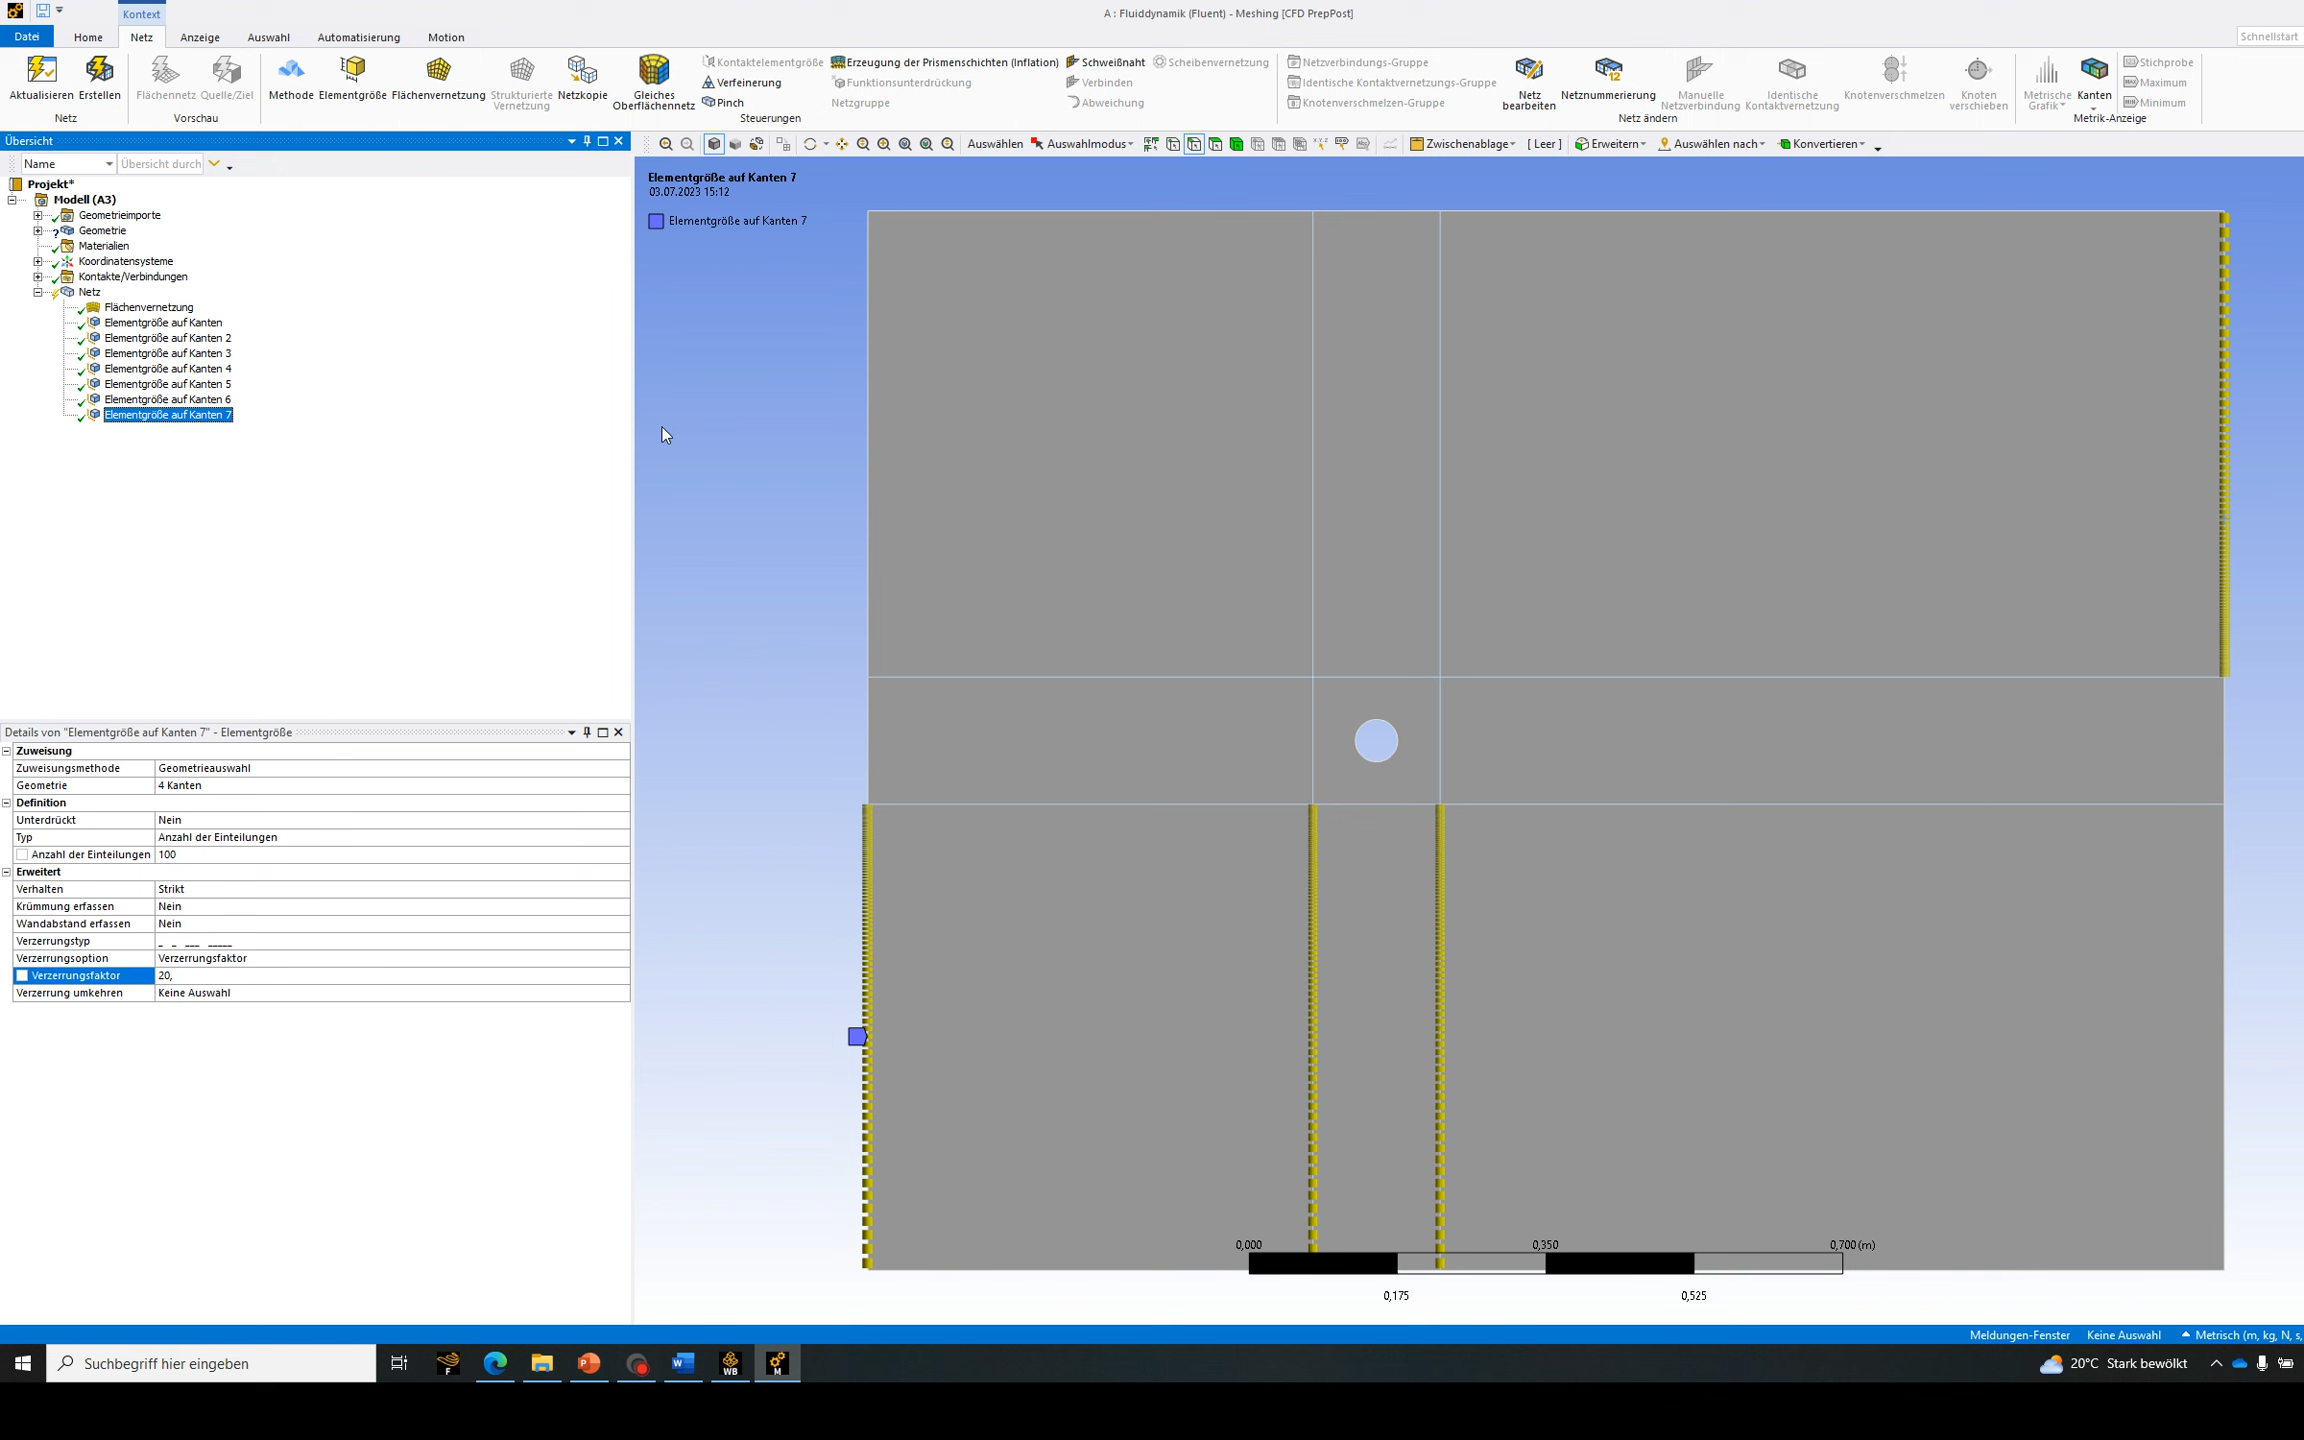 Kontext
A : Fluiddynamik (Fluent) - Meshing [CFD PrepPost]
Datei Home Netz Anzeige Auswahl Automatisierung Motion
Schnellstart
Aktualisieren Erstellen
Netz
Flächennetz Quelle/Ziel
Vorschau
Methode Elementgröße Flächenvernetzung Strukturierte Vernetzung Netzkopie Gleiches Oberflächennetz
Kontaktelementgröße
Verfeinerung
Pinch
Erzeugung der Prismenschichten (Inflation)
Funktionsunterdrückung
Netzgruppe
Schweißnaht
Verbinden
Abweichung
Scheibenvernetzung
Steuerungen
Netzverbindungs-Gruppe
Identische Kontaktvernetzungs-Gruppe
Knotenverschmelzen-Gruppe
Netz bearbeiten
Netznummerierung
Manuelle Netzverbindung
Identische Kontaktvernetzung
Knotenverschmelzen
Knoten verschieben
Netz ändern
Metrische Grafik
Kanten
Stichprobe
Maximum
Minimum
Metrik-Anzeige
Übersicht
Name Übersicht durch
Auswählen Auswahlmodus Zwischenablage [ Leer ] Erweitern Auswählen nach Konvertieren
Projekt*
Modell (A3)
Geometrieimporte
Geometrie
Materialien
Koordinatensysteme
Kontakte/Verbindungen
Netz
Flächenvernetzung
Elementgröße auf Kanten
Elementgröße auf Kanten 2
Elementgröße auf Kanten 3
Elementgröße auf Kanten 4
Elementgröße auf Kanten 5
Elementgröße auf Kanten 6
Elementgröße auf Kanten 7
Elementgröße auf Kanten 7
03.07.2023 15:12
Elementgröße auf Kanten 7
Details von "Elementgröße auf Kanten 7" - Elementgröße
Zuweisung
Zuweisungsmethode Geometrieauswahl
Geometrie 4 Kanten
Definition
Unterdrückt Nein
Typ Anzahl der Einteilungen
Anzahl der Einteilungen 100
Erweitert
Verhalten Strikt
Krümmung erfassen Nein
Wandabstand erfassen Nein
Verzerrungstyp _ _ ___ _____
Verzerrungsoption Verzerrungsfaktor
Verzerrungsfaktor 20,
Verzerrung umkehren Keine Auswahl
0,000 0,350 0,700 (m)
0,175 0,525
Meldungen-Fenster Keine Auswahl Metrisch (m, kg, N, s,
Suchbegriff hier eingeben
20°C Stark bewölkt